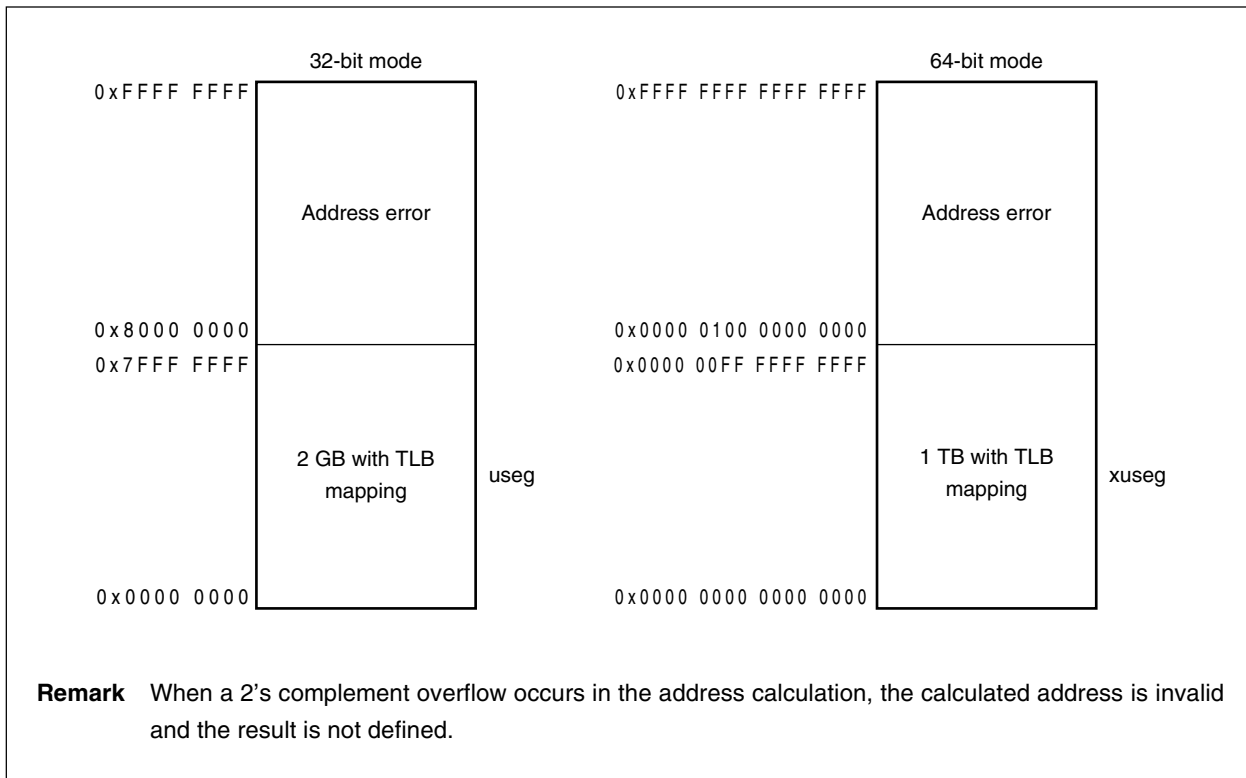 32-bit mode
64-bit mode
0xFFFF FFFF
0xFFFF FFFF FFFF FFFF
Address error
Address error
0x8000 0000
0x0000 0100 0000 0000
0x7FFF FFFF
0x0000 00FF FFFF FFFF
2 GB with TLB
mapping
useg
1 TB with TLB
mapping
xuseg
0x0000 0000
0x0000 0000 0000 0000
Remark When a 2's complement overflow occurs in the address calculation, the calculated address is invalid
and the result is not defined.